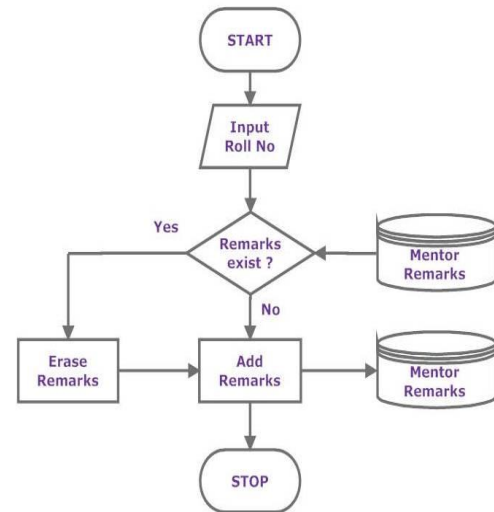 START
Input
Roll No
Yes
Remarks
exist ?
Mentor
Remarks
No
Erase
Remarks
Add
Remarks
Mentor
Remarks
STOP